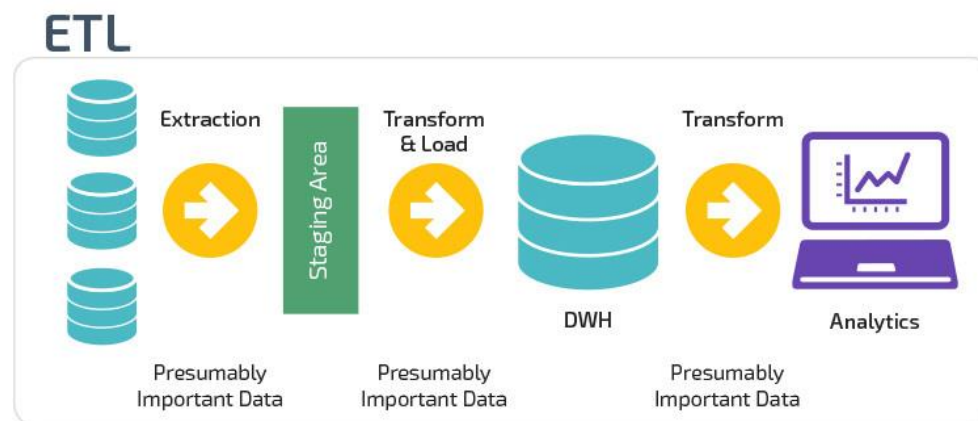 ETL
Extraction
Staging Area
Transform
& Load
Transform
DWH
Analytics
Presumably
Important Data
Presumably
Important Data
Presumably
Important Data